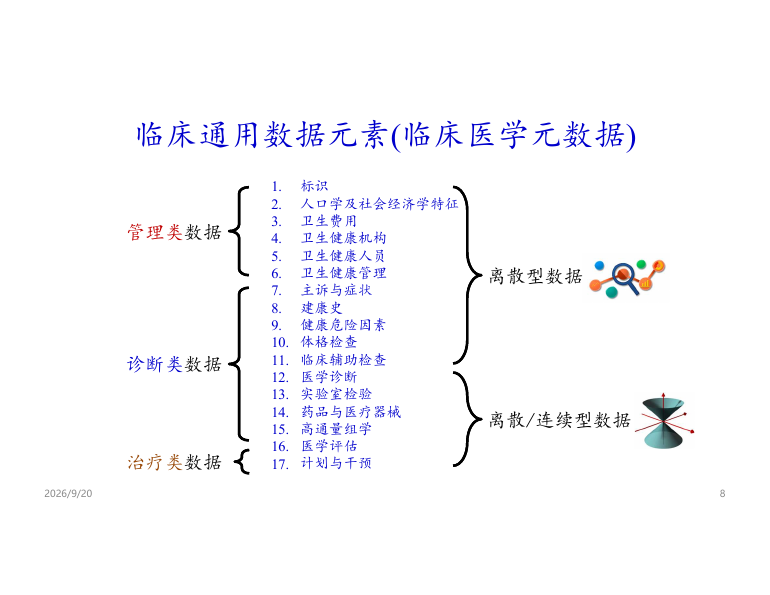 临床通用数据元素(临床医学元数据)
1. 标识
2. 人口学及社会经济学特征
3. 卫生费用
4. 卫生健康机构
5. 卫生健康人员
6. 卫生健康管理
7. 主诉与症状
8. 建康史
9. 健康危险因素
10. 体格检查
11. 临床辅助检查
12. 医学诊断
13. 实验室检验
14. 药品与医疗器械
15. 高通量组学
16. 医学评估
17. 计划与干预
管理类数据
诊断类数据
治疗类数据
离散型数据
离散/连续型数据
2026/9/20
8